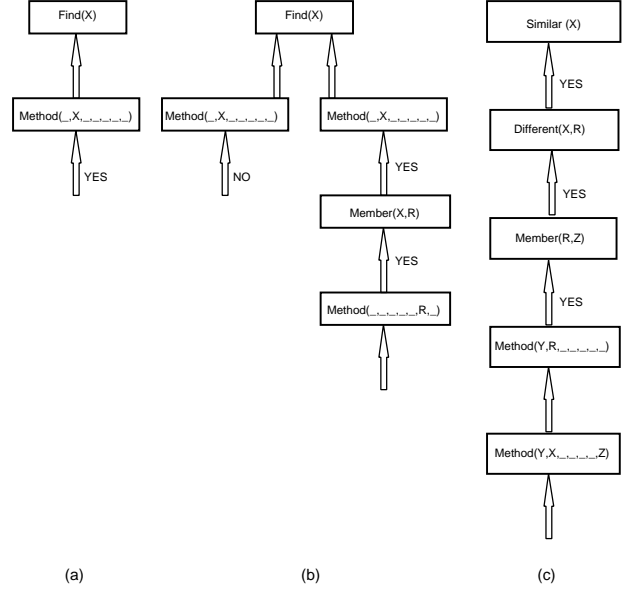 Find(X)
Method(_,X,_,_,_,_,_)
YES
(a)
Find(X)
Method(_,X,_,_,_,_,_)
NO
Method(_,X,_,_,_,_,_)
YES
Member(X,R)
YES
Method(_,_,_,_,_,R,_)
(b)
Similar (X)
YES
Different(X,R)
YES
Member(R,Z)
YES
Method(Y,R,_,_,_,_,_)
Method(Y,X,_,_,_,_,Z)
(c)